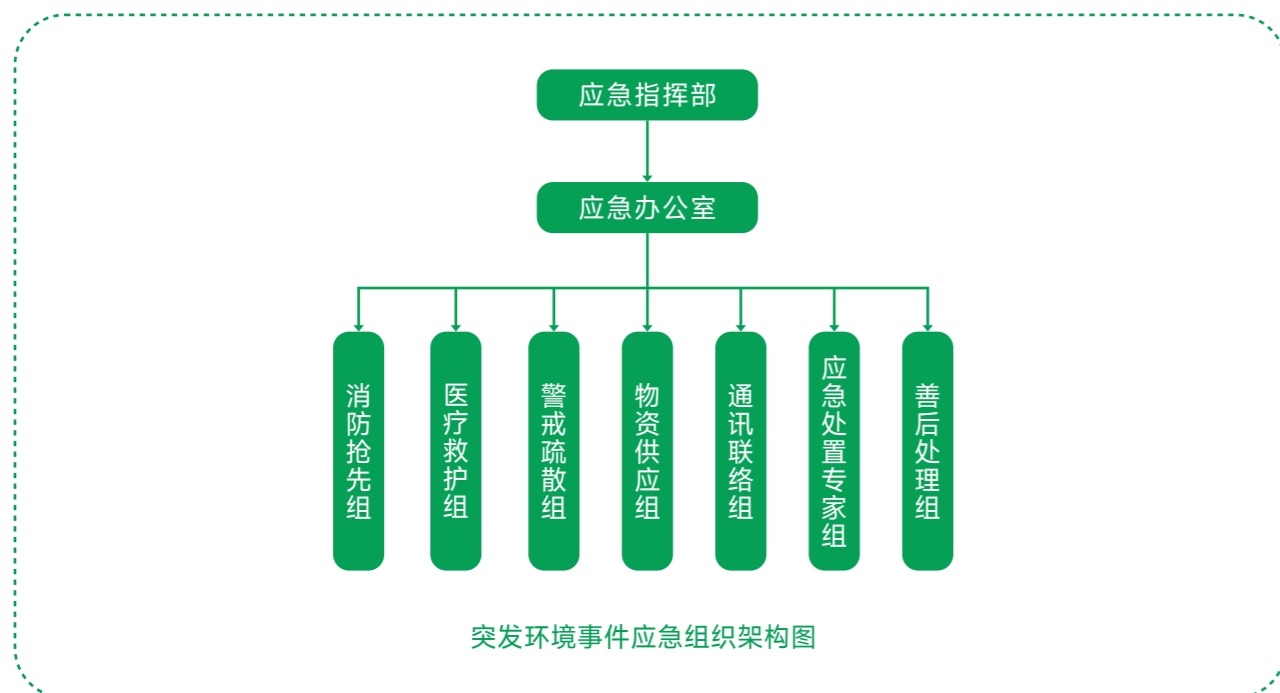 应急指挥部
应急办公室
消防抢先组
医疗救护组
警戒疏散组
物资供应组
通讯联络组
应急处置专家组
善后处理组
突发环境事件应急组织架构图